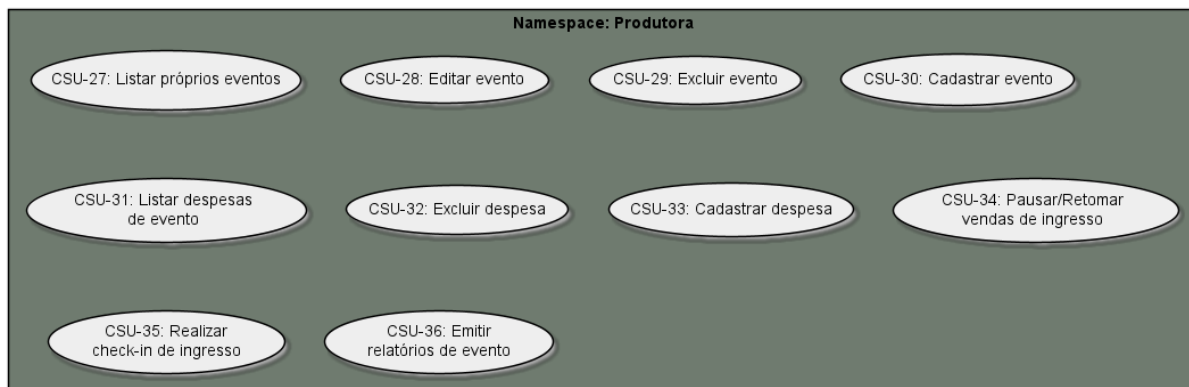 Namespace: Produtora
CSU-27: Listar próprios eventos
CSU-28: Editar evento
CSU-29: Excluir evento
CSU-30: Cadastrar evento
CSU-31: Listar despesas
de evento
CSU-32: Excluir despesa
CSU-33: Cadastrar despesa
CSU-34: Pausar/Retomar
vendas de ingresso
CSU-35: Realizar
check-in de ingresso
CSU-36: Emitir
relatórios de evento